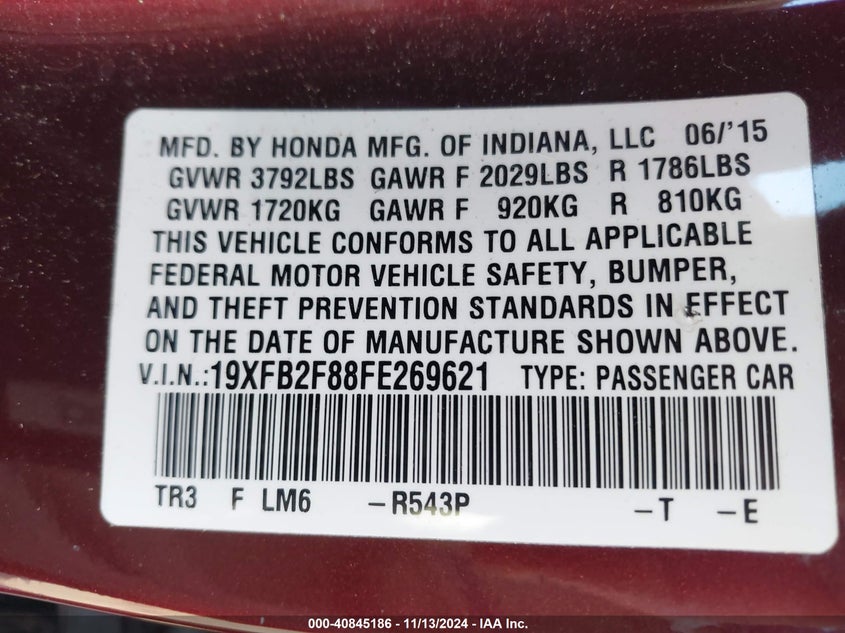 MFD. BY HONDA MFG. OF INDIANA, LLC 06/'15
GVWR 3792LBS GAWR F 2029LBS R 1786LBS
GVWR 1720KG GAWR F 920KG R 810KG
THIS VEHICLE CONFORMS TO ALL APPLICABLE
FEDERAL MOTOR VEHICLE SAFETY, BUMPER,
AND THEFT PREVENTION STANDARDS IN EFFECT
ON THE DATE OF MANUFACTURE SHOWN ABOVE.
V.I.N.:19XFB2F88FE269621 TYPE: PASSENGER CAR
TR3 F LM6 –R543P –T –E
000-40845186 - 11/13/2024 - IAA Inc.